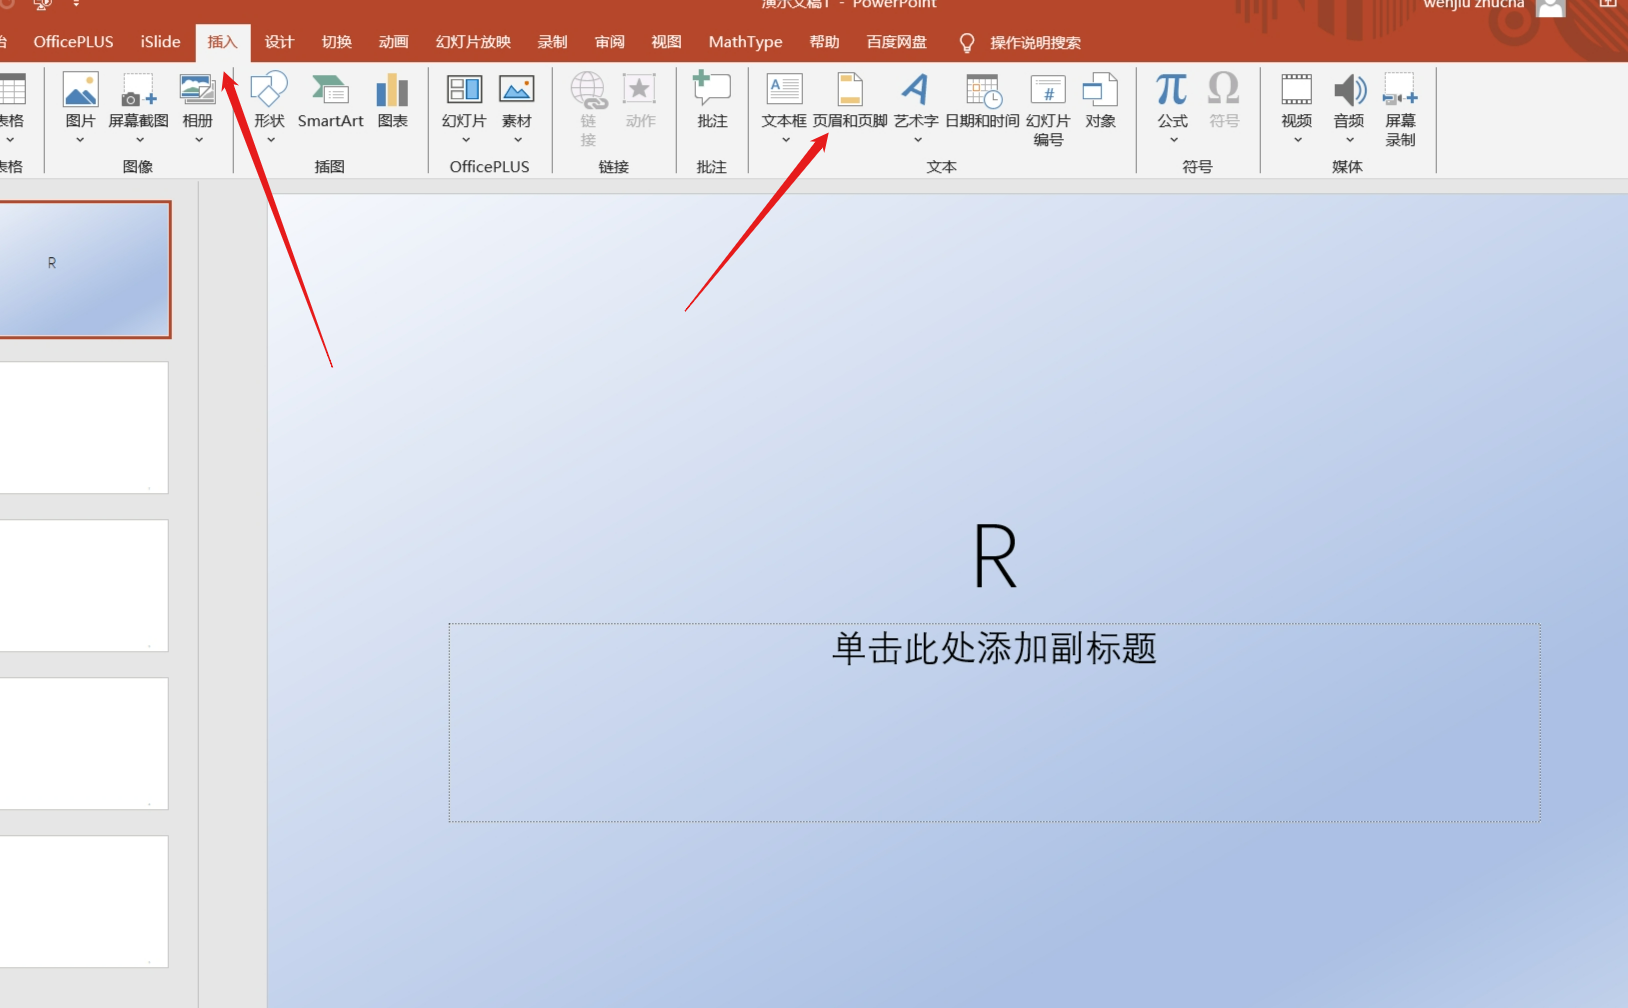 演示文稿1 - PowerPoint
wenjiu zhucha
OfficePLUS iSlide 插入 设计 切换 动画 幻灯片放映 录制 审阅 视图 MathType 帮助 百度网盘 操作说明搜索
表格 图片 屏幕截图 相册 形状 SmartArt 图表 幻灯片 素材 链接 动作 批注 文本框 页眉和页脚 艺术字 日期和时间 幻灯片编号 对象 公式 符号 视频 音频 屏幕录制
表格 图像 插图 OfficePLUS 链接 批注 文本 符号 媒体
R
R
单击此处添加副标题